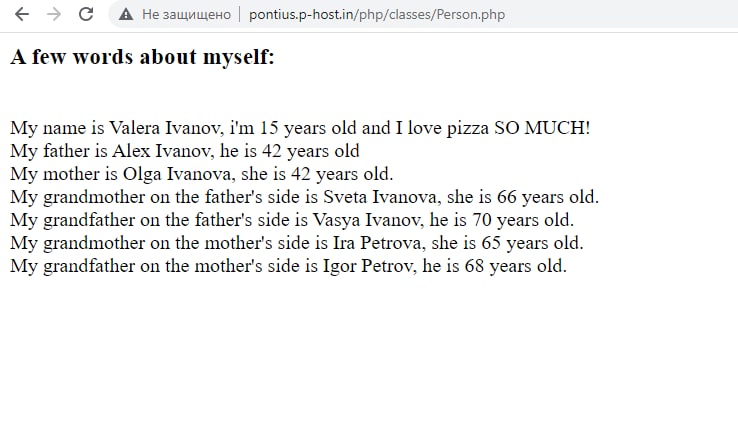 Не защищено | pontius.p-host.in/php/classes/Person.php
A few words about myself:
My name is Valera Ivanov, i'm 15 years old and I love pizza SO MUCH!
My father is Alex Ivanov, he is 42 years old
My mother is Olga Ivanova, she is 42 years old.
My grandmother on the father's side is Sveta Ivanova, she is 66 years old.
My grandfather on the father's side is Vasya Ivanov, he is 70 years old.
My grandmother on the mother's side is Ira Petrova, she is 65 years old.
My grandfather on the mother's side is Igor Petrov, he is 68 years old.